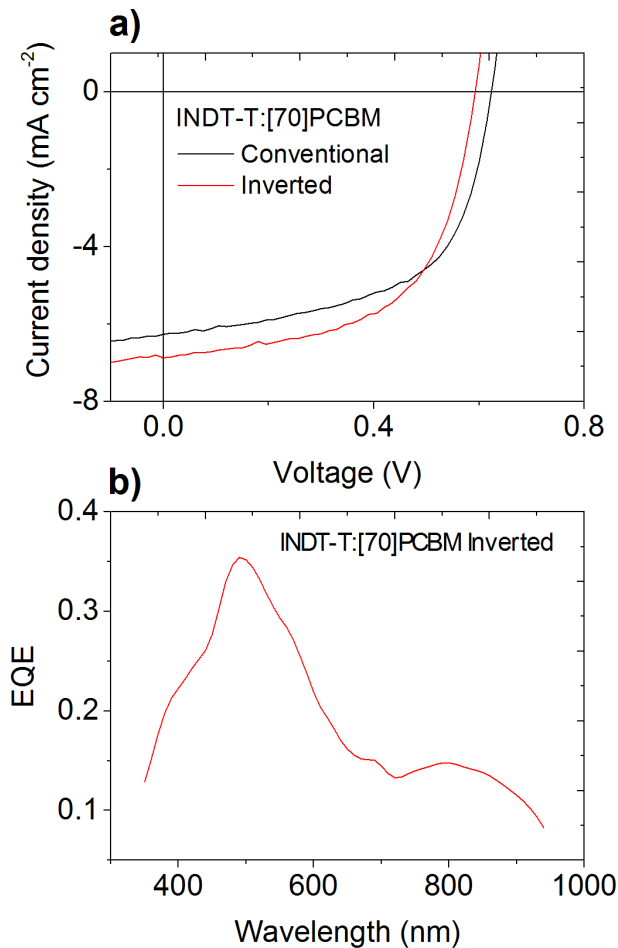 a)
Current density (mA cm-2)
0
-4
-8
INDT-T:[70]PCBM
Conventional
Inverted
0.0 0.4 0.8
Voltage (V)
b)
EQE
0.4
0.3
0.2
0.1
INDT-T:[70]PCBM Inverted
400 600 800 1000
Wavelength (nm)